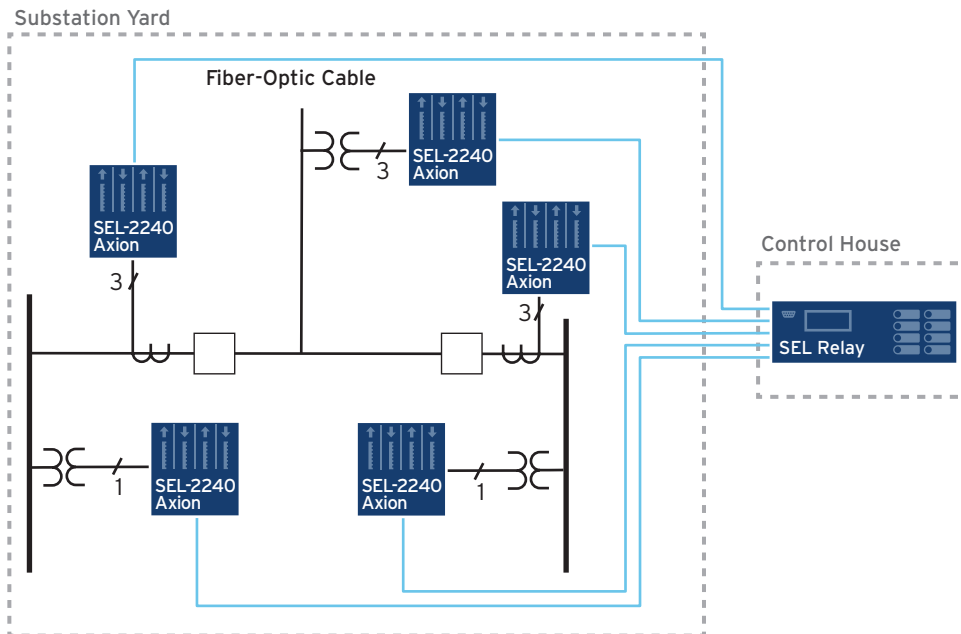 Substation Yard
Fiber-Optic Cable
SEL-2240
Axion
3
SEL-2240
Axion
3
SEL-2240
Axion
3
Control House
SEL Relay
SEL-2240
Axion
1
SEL-2240
Axion
1